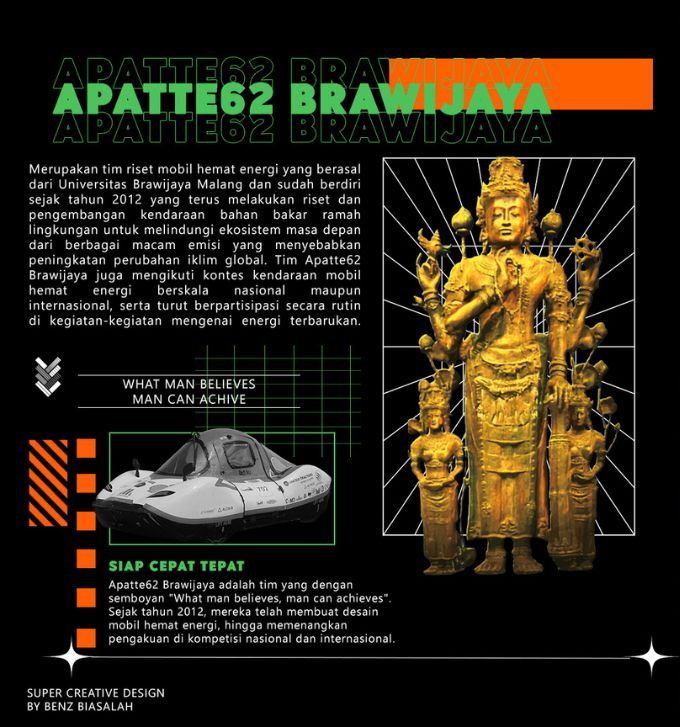 APATTE62 BRAWIJAYA
APATTE62 BRAWIJAYA
APATTE62 BRAWIJAYA
Merupakan tim riset mobil hemat energi yang berasal
dari Universitas Brawijaya Malang dan sudah berdiri
sejak tahun 2012 yang terus melakukan riset dan
pengembangan kendaraan bahan bakar ramah
lingkungan untuk melindungi ekosistem masa depan
dari berbagai macam emisi yang menyebabkan
peningkatan perubahan iklim global. Tim Apatte62
Brawijaya juga mengikuti kontes kendaraan mobil
hemat energi berskala nasional maupun
internasional, serta turut berpartisipasi secara rutin
di kegiatan-kegiatan mengenai energi terbarukan.
WHAT MAN BELIEVES
MAN CAN ACHIVE
SIAP CEPAT TEPAT
Apatte62 Brawijaya adalah tim yang dengan
semboyan "What man believes, man can achieves".
Sejak tahun 2012, mereka telah membuat desain
mobil hemat energi, hingga memenangkan
pengakuan di kompetisi nasional dan internasional.
SUPER CREATIVE DESIGN
BY BENZ BIASALAH